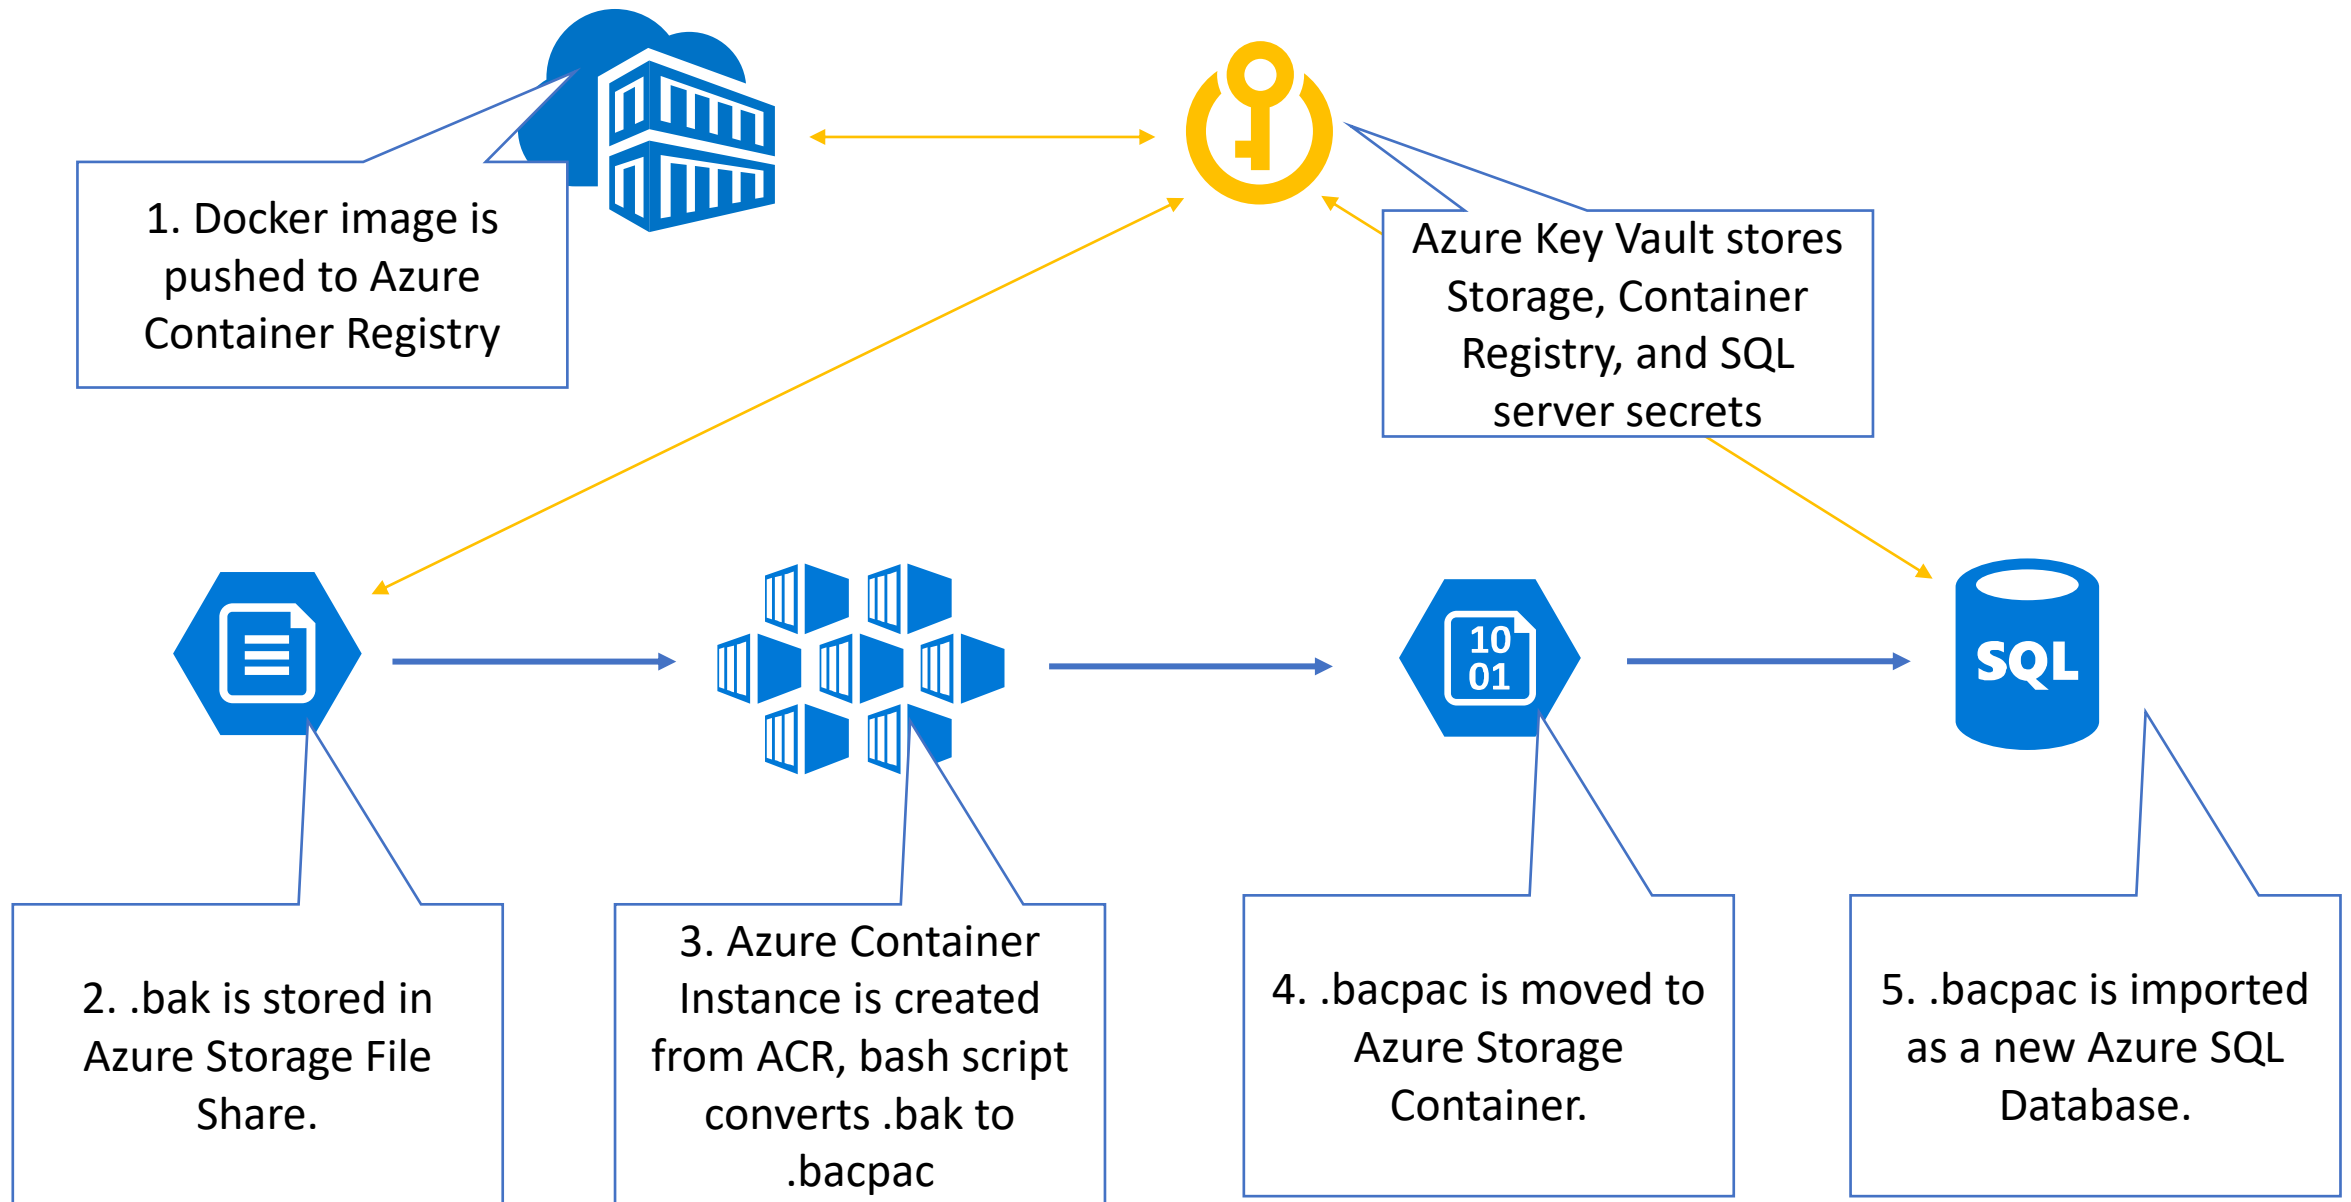 1. Docker image is
pushed to Azure
Container Registry
Azure Key Vault stores
Storage, Container
Registry, and SQL
server secrets
10
01
SQL
2. .bak is stored in
Azure Storage File
Share.
3. Azure Container
Instance is created
from ACR, bash script
converts .bak to
.bacpac
4. .bacpac is moved to
Azure Storage
Container.
5. .bacpac is imported
as a new Azure SQL
Database.